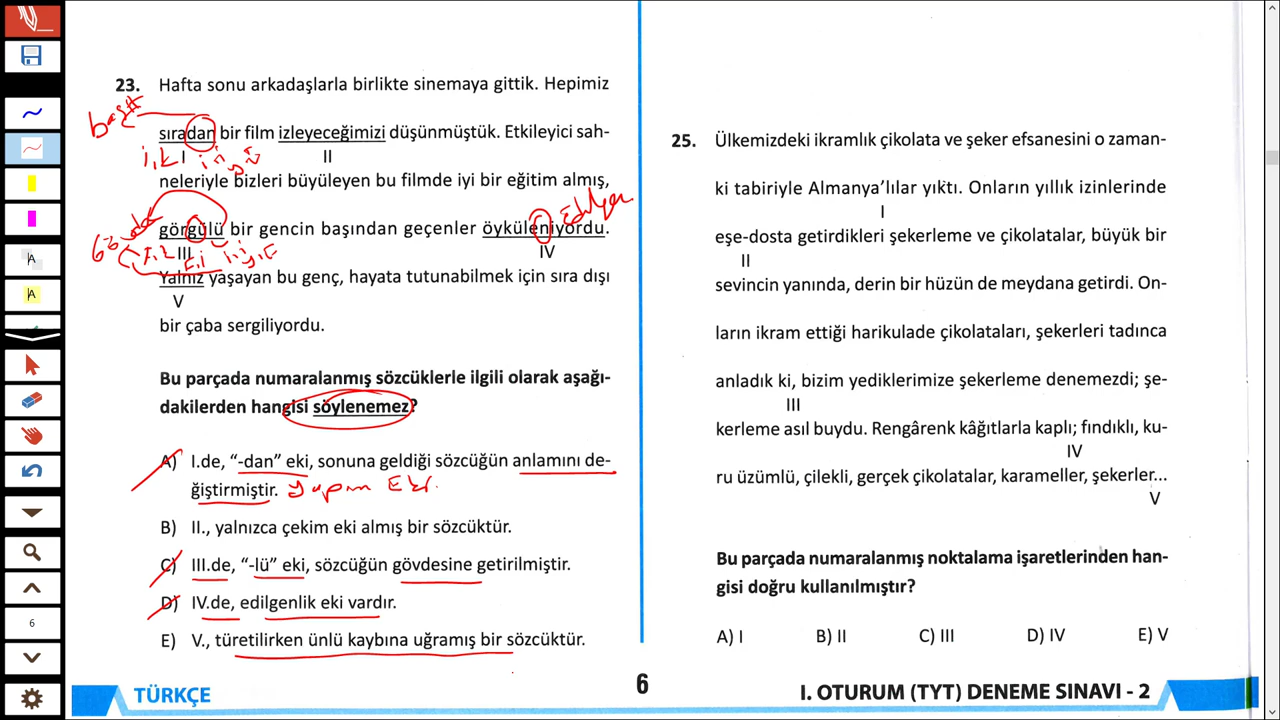 23. Hafta sonu arkadaşlarla birlikte sinemaya gittik. Hepimiz
sıradan bir film izleyeceğimizi düşünmüştük. Etkileyici sah-
I II
neleriyle bizleri büyüleyen bu filmde iyi bir eğitim almış,
görgülü bir gencin başından geçenler öyküleniyordu.
III IV
Yalnız yaşayan bu genç, hayata tutunabilmek için sıra dışı
V
bir çaba sergiliyordu.
Bu parçada numaralanmış sözcüklerle ilgili olarak aşağı-
dakilerden hangisi söylenemez?
A) I.de, “-dan” eki, sonuna geldiği sözcüğün anlamını de-
ğiştirmiştir. Yapım Eki
B) II., yalnızca çekim eki almış bir sözcüktür.
C) III.de, “-lü” eki, sözcüğün gövdesine getirilmiştir.
D) IV.de, edilgenlik eki vardır.
E) V., türetilirken ünlü kaybına uğramış bir sözcüktür.
25. Ülkemizdeki ikramlık çikolata ve şeker efsanesini o zaman-
ki tabiriyle Almanya’lılar yıktı. Onların yıllık izinlerinde
I
eşe-dosta getirdikleri şekerleme ve çikolatalar, büyük bir
II
sevincin yanında, derin bir hüzün de meydana getirdi. On-
ların ikram ettiği harikulade çikolataları, şekerleri tadınca
anladık ki, bizim yediklerimize şekerleme denemezdi; şe-
III
kerleme asıl buydu. Rengârenk kâğıtlarla kaplı; fındıklı, ku-
IV
ru üzümlü, çilekli, gerçek çikolatalar, karameller, şekerler...
V
Bu parçada numaralanmış noktalama işaretlerinden han-
gisi doğru kullanılmıştır?
A) I B) II C) III D) IV E) V
TÜRKÇE
6
I. OTURUM (TYT) DENEME SINAVI - 2
A
A
6